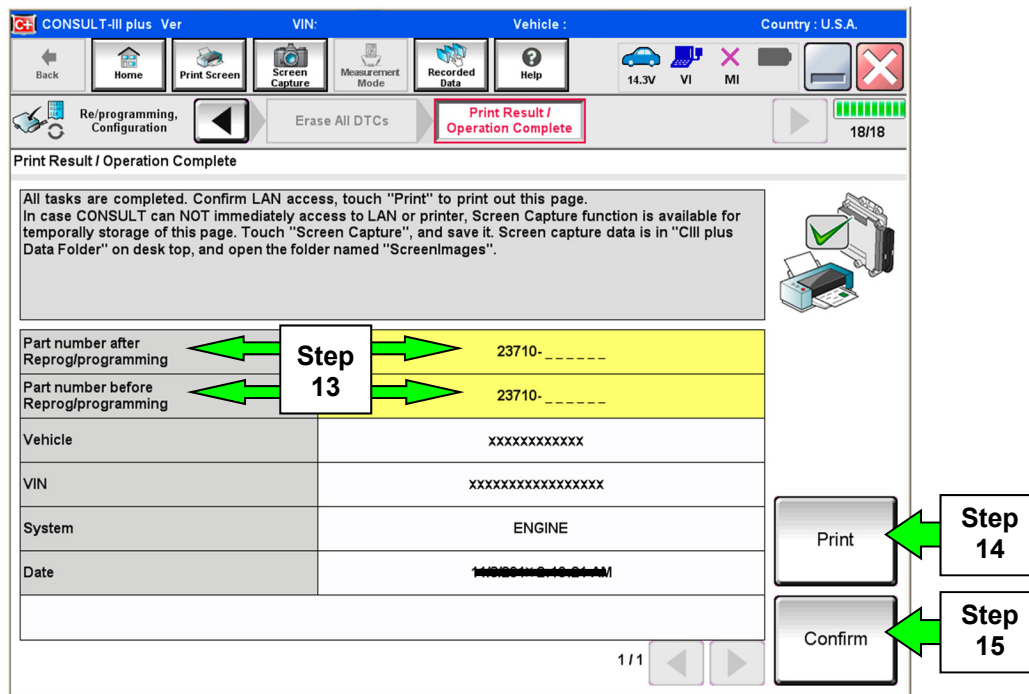 C+ CONSULT-III plus Ver VIN: Vehicle : Country : U.S.A.
Back
Home
Print Screen
Screen
Capture
Measurement
Mode
Recorded
Data
?
Help
14.3V
VI
MI
Re/programming,
Configuration
Erase All DTCs
Print Result /
Operation Complete
18/18
Print Result / Operation Complete
All tasks are completed. Confirm LAN access, touch "Print" to print out this page.
In case CONSULT can NOT immediately access to LAN or printer, Screen Capture function is available for
temporally storage of this page. Touch "Screen Capture", and save it. Screen capture data is in "CIII plus
Data Folder" on desk top, and open the folder named "ScreenImages".
Part number after
Reprog/programming
23710-_ _ _ _ _ _
Part number before
Reprog/programming
23710-_ _ _ _ _ _
Step
13
Vehicle
xxxxxxxxxxxx
VIN
xxxxxxxxxxxxxxxxx
System
ENGINE
Date
Print
Step
14
Confirm
Step
15
1/1